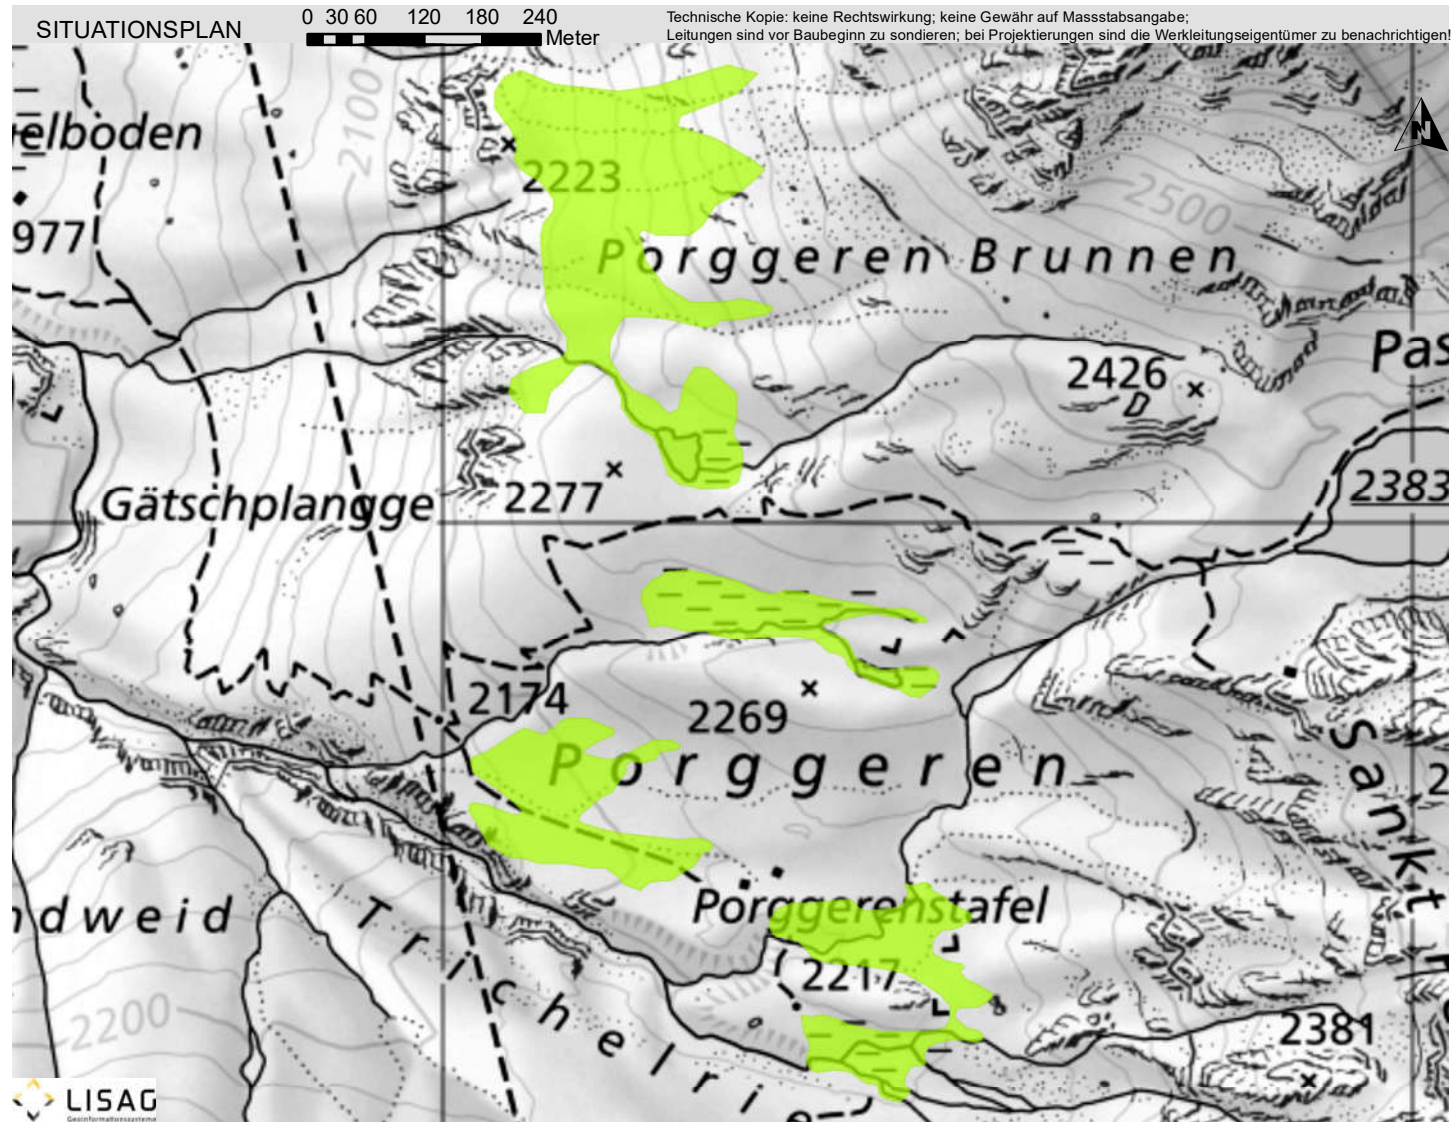 SITUATIONSPLAN
0 30 60 120 180 240
Meter
Technische Kopie: keine Rechtswirkung; keine Gewähr auf Massstabsangabe;
Leitungen sind vor Baubeginn zu sondieren; bei Projektierungen sind die Werkleitungseigentümer zu benachrichtigen!
N
2100
elboden
2223
2500
977
Porggeren Brunnen
Pas
2426
D
2383
2277
Gätschplangge
2174
2269
Porggeren
Sankt
2
Porggerenstafel
ndweid
2217
Trichelrie
2200
2381
LISAG
Geoinformationssysteme